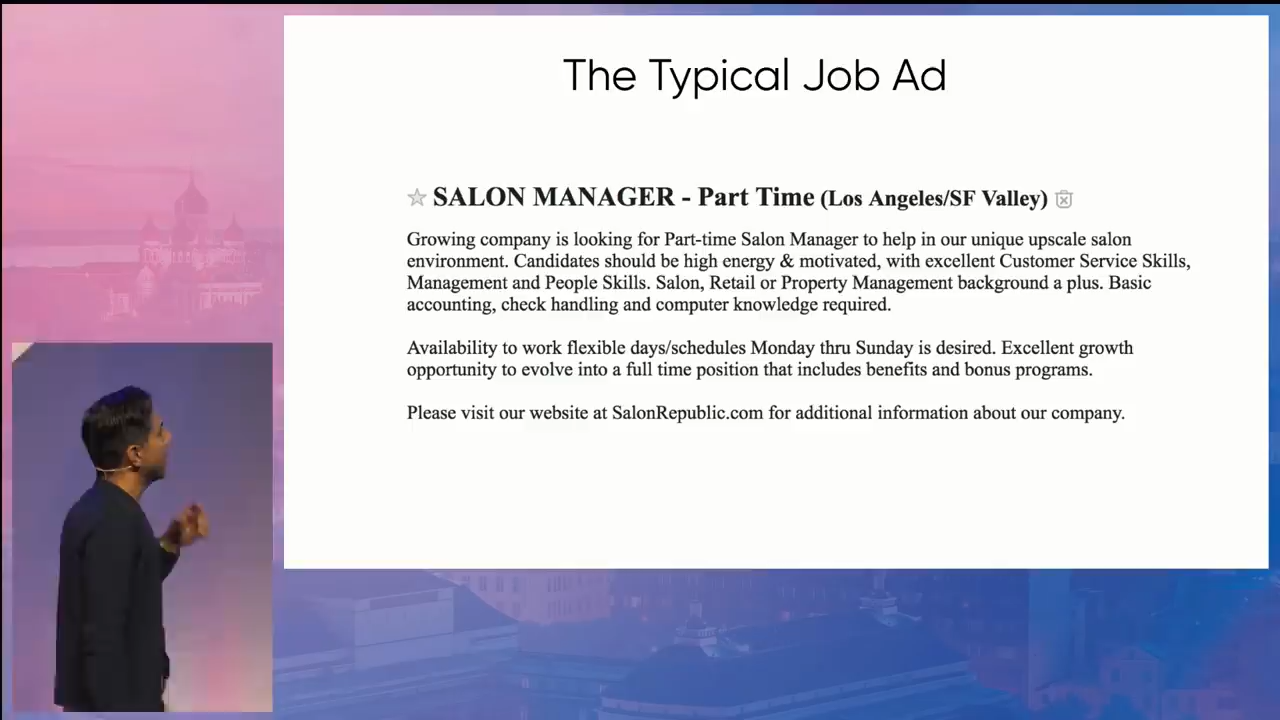 The Typical Job Ad
SALON MANAGER - Part Time (Los Angeles/SF Valley)
Growing company is looking for Part-time Salon Manager to help in our unique upscale salon
environment. Candidates should be high energy & motivated, with excellent Customer Service Skills,
Management and People Skills. Salon, Retail or Property Management background a plus. Basic
accounting, check handling and computer knowledge required.
Availability to work flexible days/schedules Monday thru Sunday is desired. Excellent growth
opportunity to evolve into a full time position that includes benefits and bonus programs.
Please visit our website at SalonRepublic.com for additional information about our company.